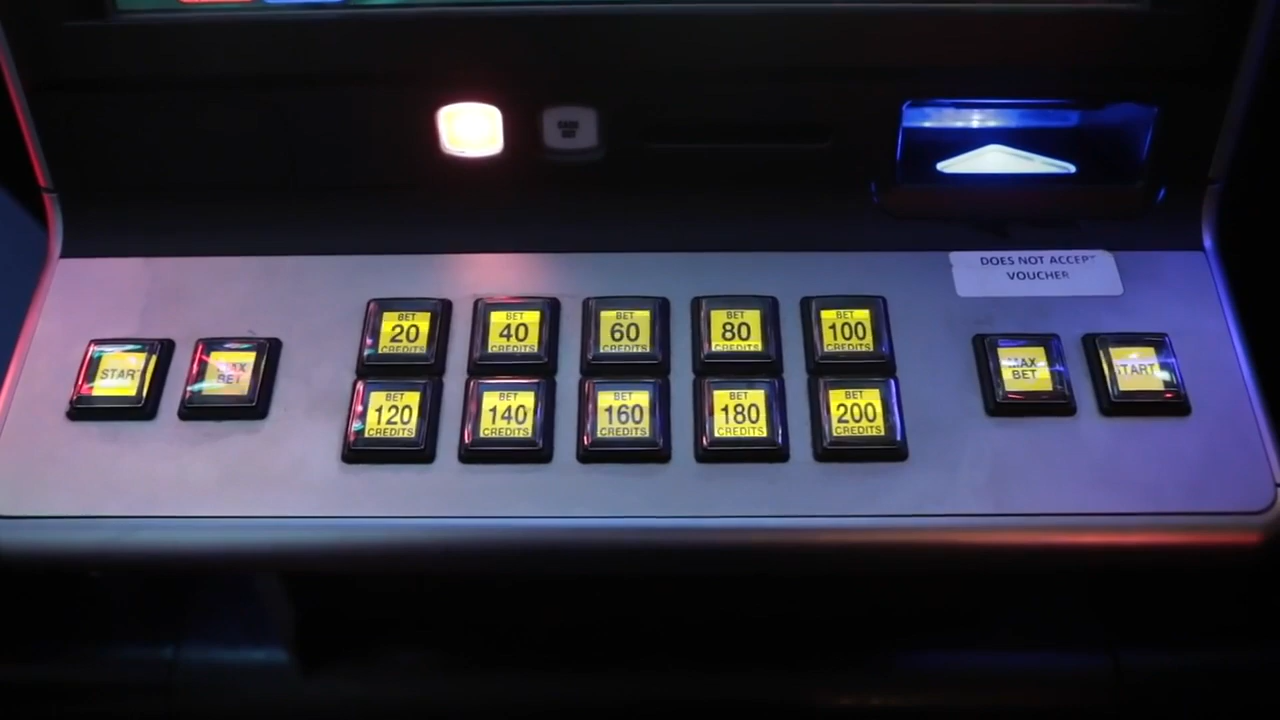 CASH
OUT
DOES NOT ACCEPT
VOUCHER
START
MAX
BET
BET
20
CREDITS
BET
40
CREDITS
BET
60
CREDITS
BET
80
CREDITS
BET
100
CREDITS
MAX
BET
START
BET
120
CREDITS
BET
140
CREDITS
BET
160
CREDITS
BET
180
CREDITS
BET
200
CREDITS